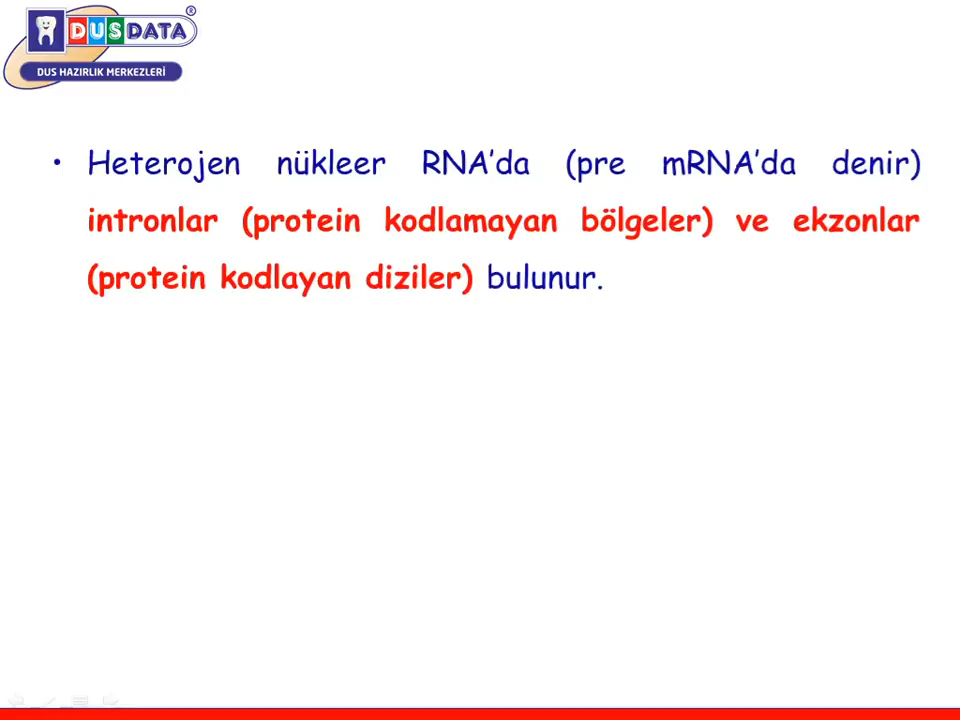 DUSDATA®
DUS HAZIRLIK MERKEZLERİ
• Heterojen nükleer RNA’da (pre mRNA’da denir)
intronlar (protein kodlamayan bölgeler) ve ekzonlar
(protein kodlayan diziler) bulunur.